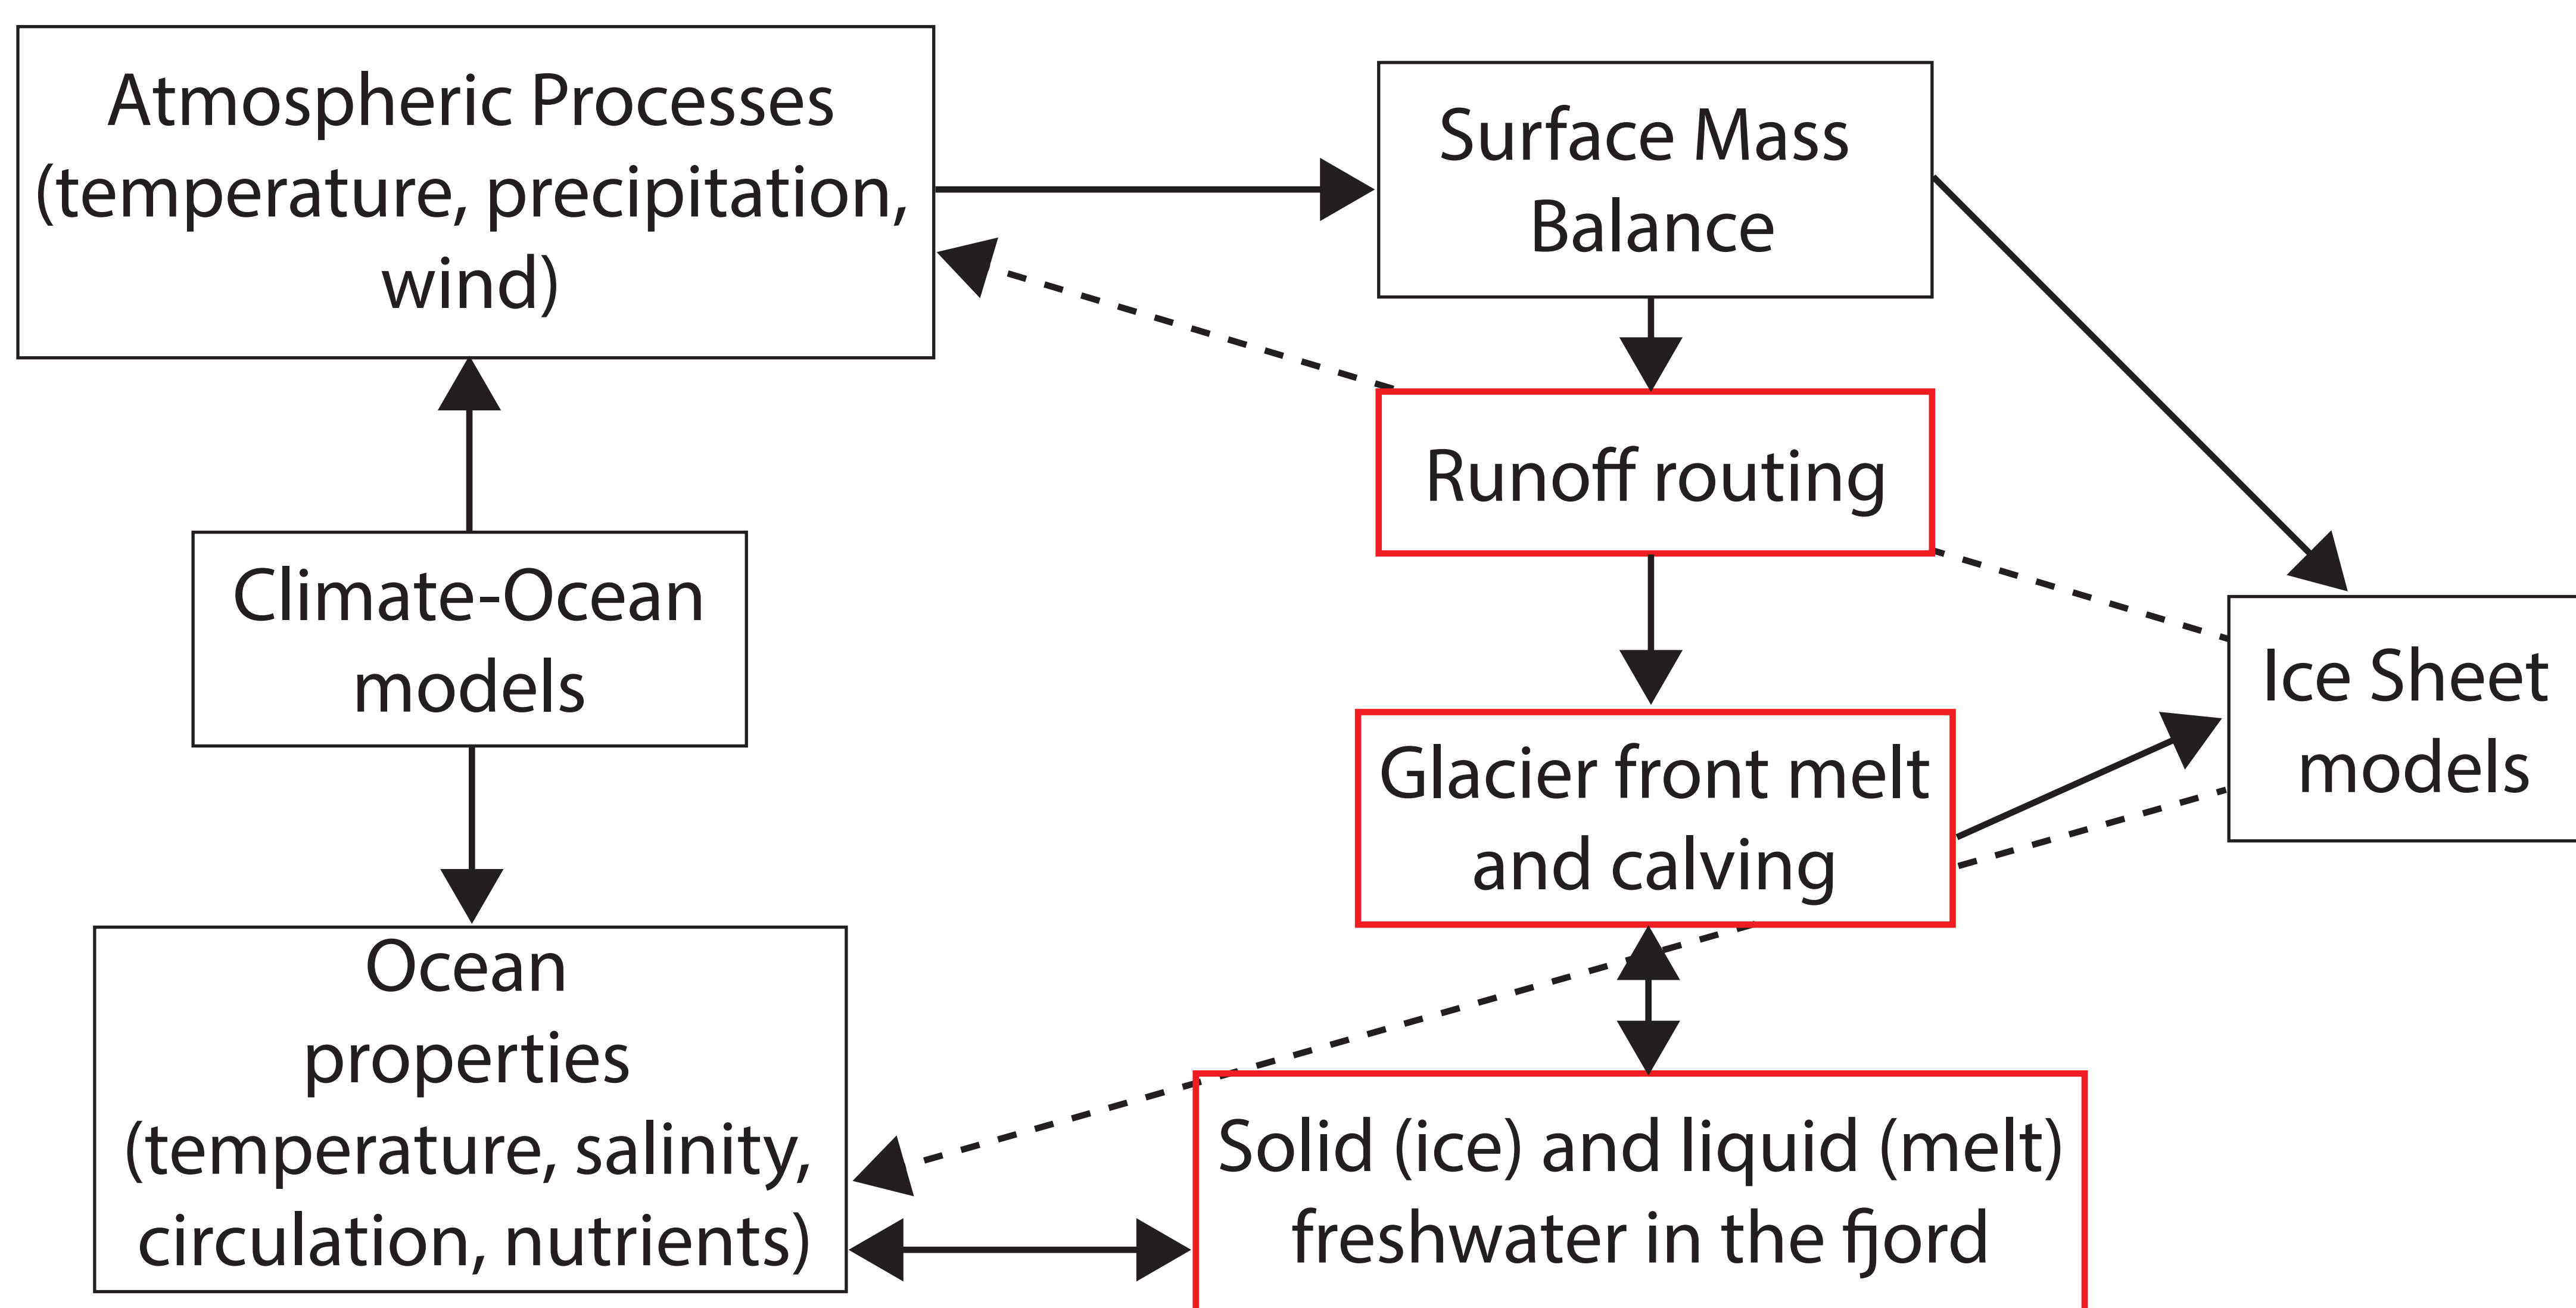 Atmospheric Processes
(temperature, precipitation,
wind)
Surface Mass
Balance
Runoff routing
Climate-Ocean
models
Ice Sheet
models
Glacier front melt
and calving
Ocean
properties
(temperature, salinity,
circulation, nutrients)
Solid (ice) and liquid (melt)
freshwater in the fjord